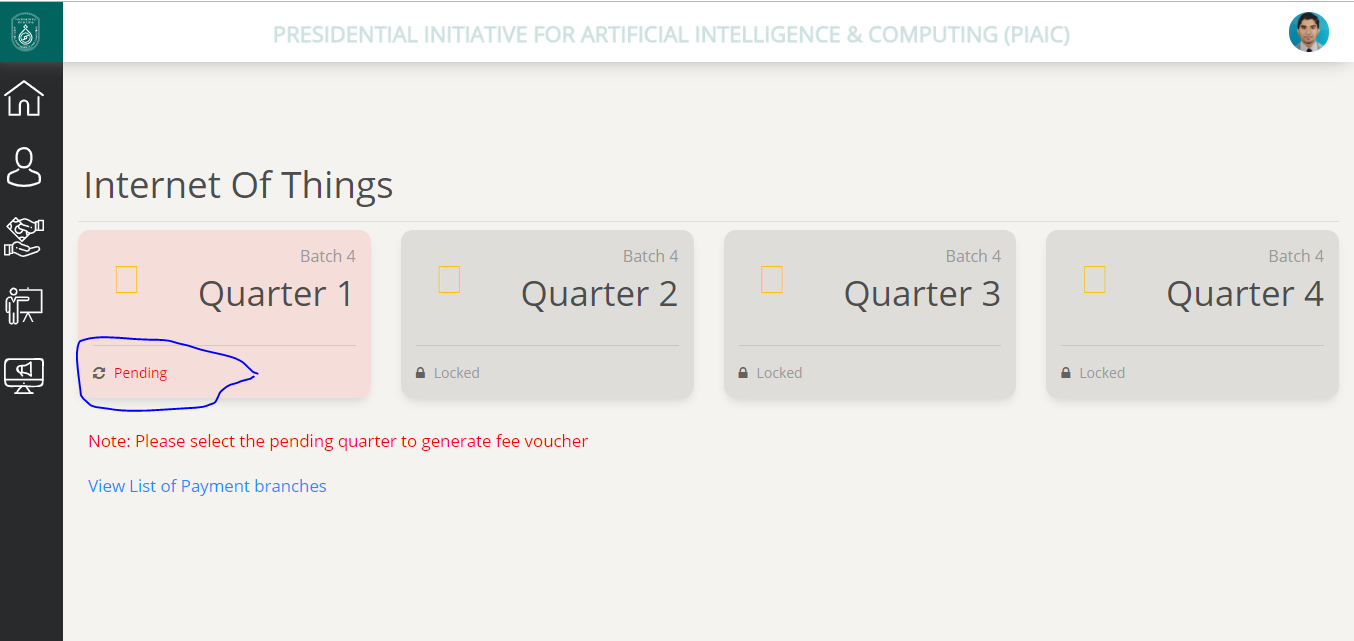 PRESIDENTIAL INITIATIVE FOR ARTIFICIAL INTELLIGENCE & COMPUTING (PIAIC)
Internet Of Things
Batch 4
Quarter 1
Pending
Batch 4
Quarter 2
Locked
Batch 4
Quarter 3
Locked
Batch 4
Quarter 4
Locked
Note: Please select the pending quarter to generate fee voucher
View List of Payment branches